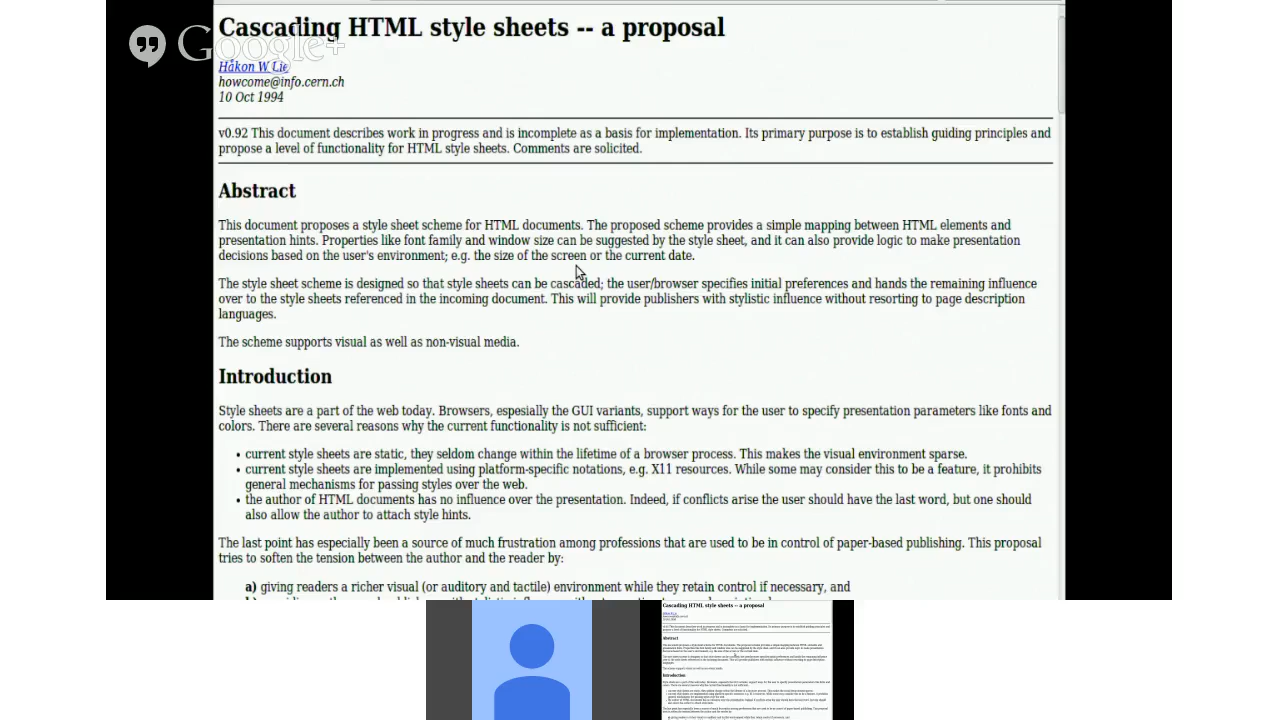 Cascading HTML style sheets -- a proposal
Google+
Håkon W Lie
howcome@info.cern.ch
10 Oct 1994
v0.92 This document describes work in progress and is incomplete as a basis for implementation. Its primary purpose is to establish guiding principles and
propose a level of functionality for HTML style sheets. Comments are solicited.
Abstract
This document proposes a style sheet scheme for HTML documents. The proposed scheme provides a simple mapping between HTML elements and
presentation hints. Properties like font family and window size can be suggested by the style sheet, and it can also provide logic to make presentation
decisions based on the user's environment; e.g. the size of the screen or the current date.
The style sheet scheme is designed so that style sheets can be cascaded; the user/browser specifies initial preferences and hands the remaining influence
over to the style sheets referenced in the incoming document. This will provide publishers with stylistic influence without resorting to page description
languages.
The scheme supports visual as well as non-visual media.
Introduction
Style sheets are a part of the web today. Browsers, espesially the GUI variants, support ways for the user to specify presentation parameters like fonts and
colors. There are several reasons why the current functionality is not sufficient:
• current style sheets are static, they seldom change within the lifetime of a browser process. This makes the visual environment sparse.
• current style sheets are implemented using platform-specific notations, e.g. X11 resources. While some may consider this to be a feature, it prohibits
general mechanisms for passing styles over the web.
• the author of HTML documents has no influence over the presentation. Indeed, if conflicts arise the user should have the last word, but one should
also allow the author to attach style hints.
The last point has especially been a source of much frustration among professions that are used to be in control of paper-based publishing. This proposal
tries to soften the tension between the author and the reader by:
a) giving readers a richer visual (or auditory and tactile) environment while they retain control if necessary, and
Cascading HTML style sheets -- a proposal
Abstract
Introduction